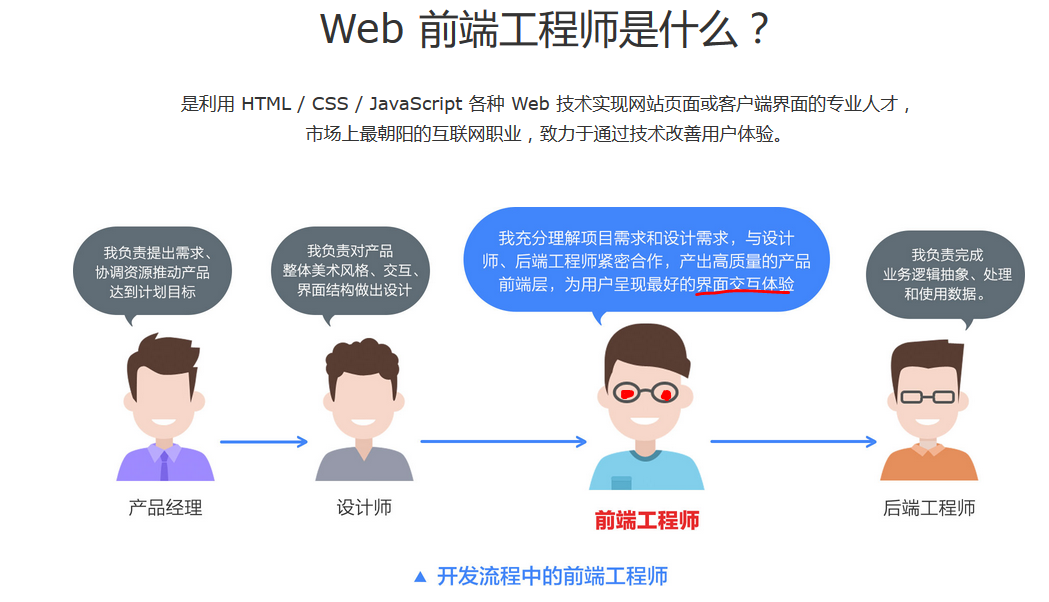 Web 前端工程师是什么？
是利用 HTML / CSS / JavaScript 各种 Web 技术实现网站页面或客户端界面的专业人才，
市场上最朝阳的互联网职业，致力于通过技术改善用户体验。
我负责提出需求、
协调资源推动产品
达到计划目标
我负责对产品
整体美术风格、交互、
界面结构做出设计
我充分理解项目需求和设计需求，与设计
师、后端工程师紧密合作，产出高质量的产品
前端层，为用户呈现最好的界面交互体验
我负责完成
业务逻辑抽象、处理
和使用数据。
产品经理
设计师
前端工程师
后端工程师
▲ 开发流程中的前端工程师